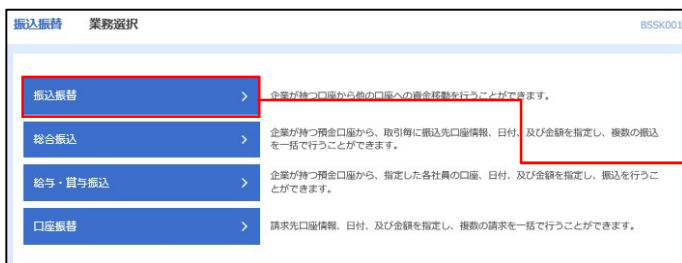 振込振替 業務選択 BSSK001
振込振替 企業が持つ口座から他の口座への資金移動を行うことができます。
総合振込 企業が持つ預金口座から、取引毎に振込先口座情報、日付、及び金額を指定し、複数の振込
を一括で行うことができます。
給与・賞与振込 企業が持つ預金口座から、指定した各社員の口座、日付、及び金額を指定し、振込を行うこ
とができます。
口座振替 請求先口座情報、日付、及び金額を指定し、複数の請求を一括で行うことができます。